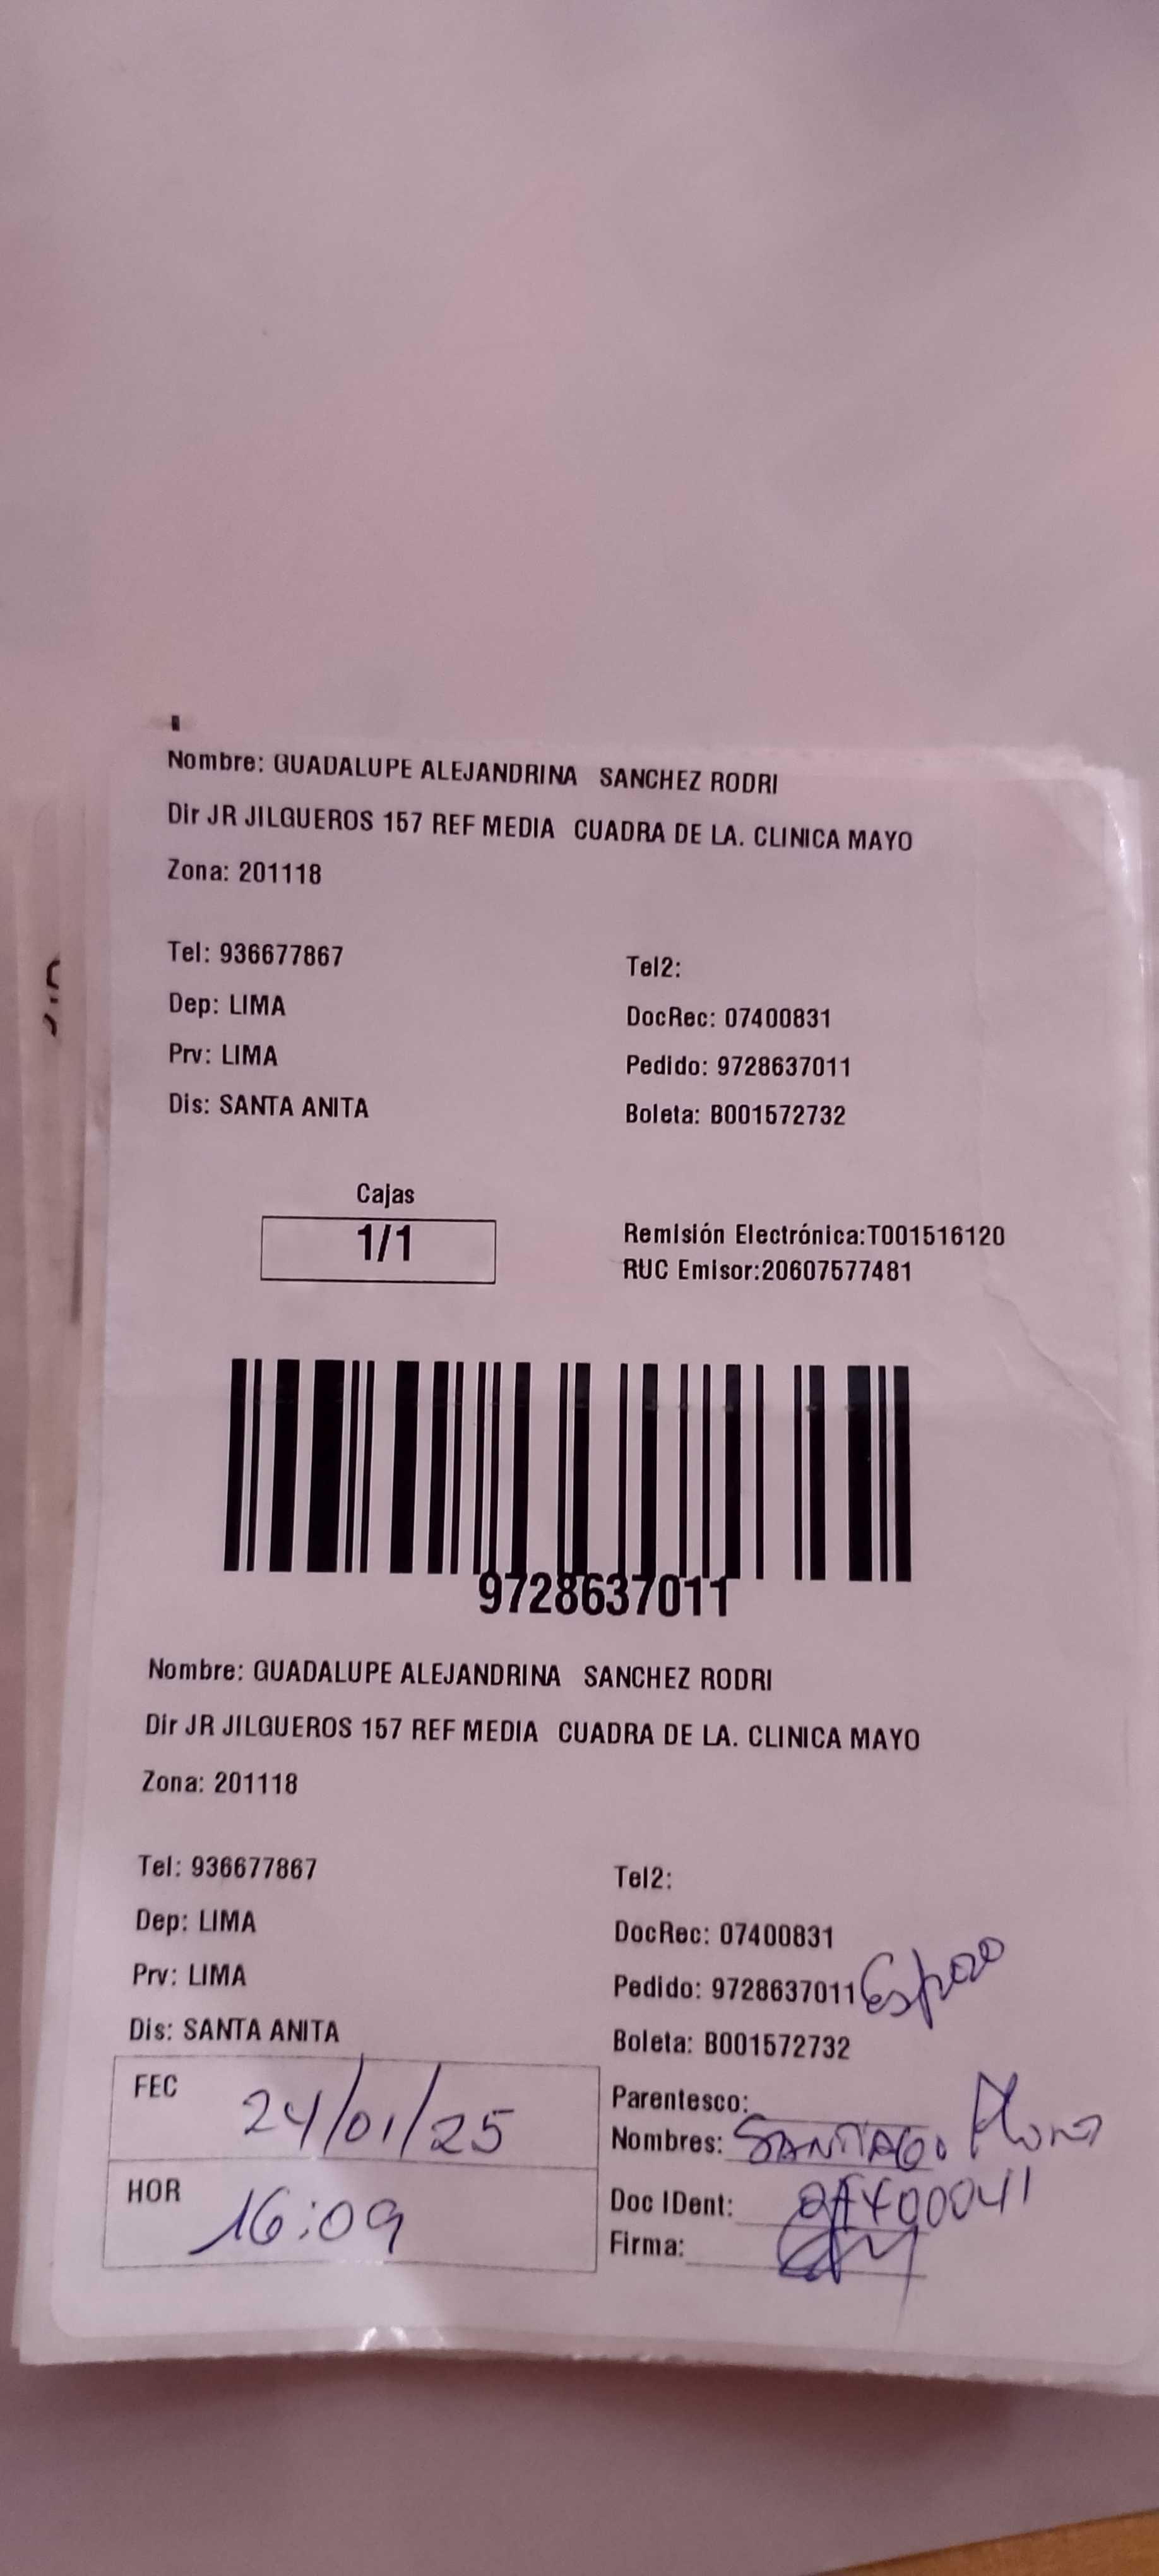 Nombre: GUADALUPE ALEJANDRINA SANCHEZ RODRI
Dir JR JILGUEROS 157 REF MEDIA CUADRA DE LA. CLINICA MAYO
Zona: 201118
Tel: 936677867 Tel2:
Dep: LIMA DocRec: 07400831
Prv: LIMA Pedido: 9728637011
Dis: SANTA ANITA Boleta: B001572732
Cajas
1/1
Remisión Electrónica:T001516120
RUC Emisor:20607577481
9728637011
Nombre: GUADALUPE ALEJANDRINA SANCHEZ RODRI
Dir JR JILGUEROS 157 REF MEDIA CUADRA DE LA. CLINICA MAYO
Zona: 201118
Tel: 936677867 Tel2:
Dep: LIMA DocRec: 07400831
Prv: LIMA Pedido: 9728637011 Esposo
Dis: SANTA ANITA Boleta: B001572732
FEC 24/01/25
Parentesco:
Nombres: SANTIAGO
HOR 16:09
Doc IDent:
Firma: